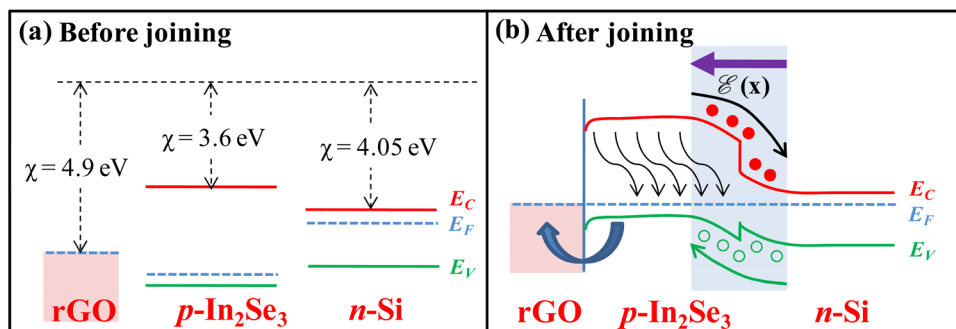 (a) Before joining
χ = 4.9 eV
χ = 3.6 eV
χ = 4.05 eV
E_C
E_F
E_V
rGO
p-In₂Se₃
n-Si
(b) After joining
ℰ (x)
E_C
E_F
E_V
rGO
p-In₂Se₃
n-Si